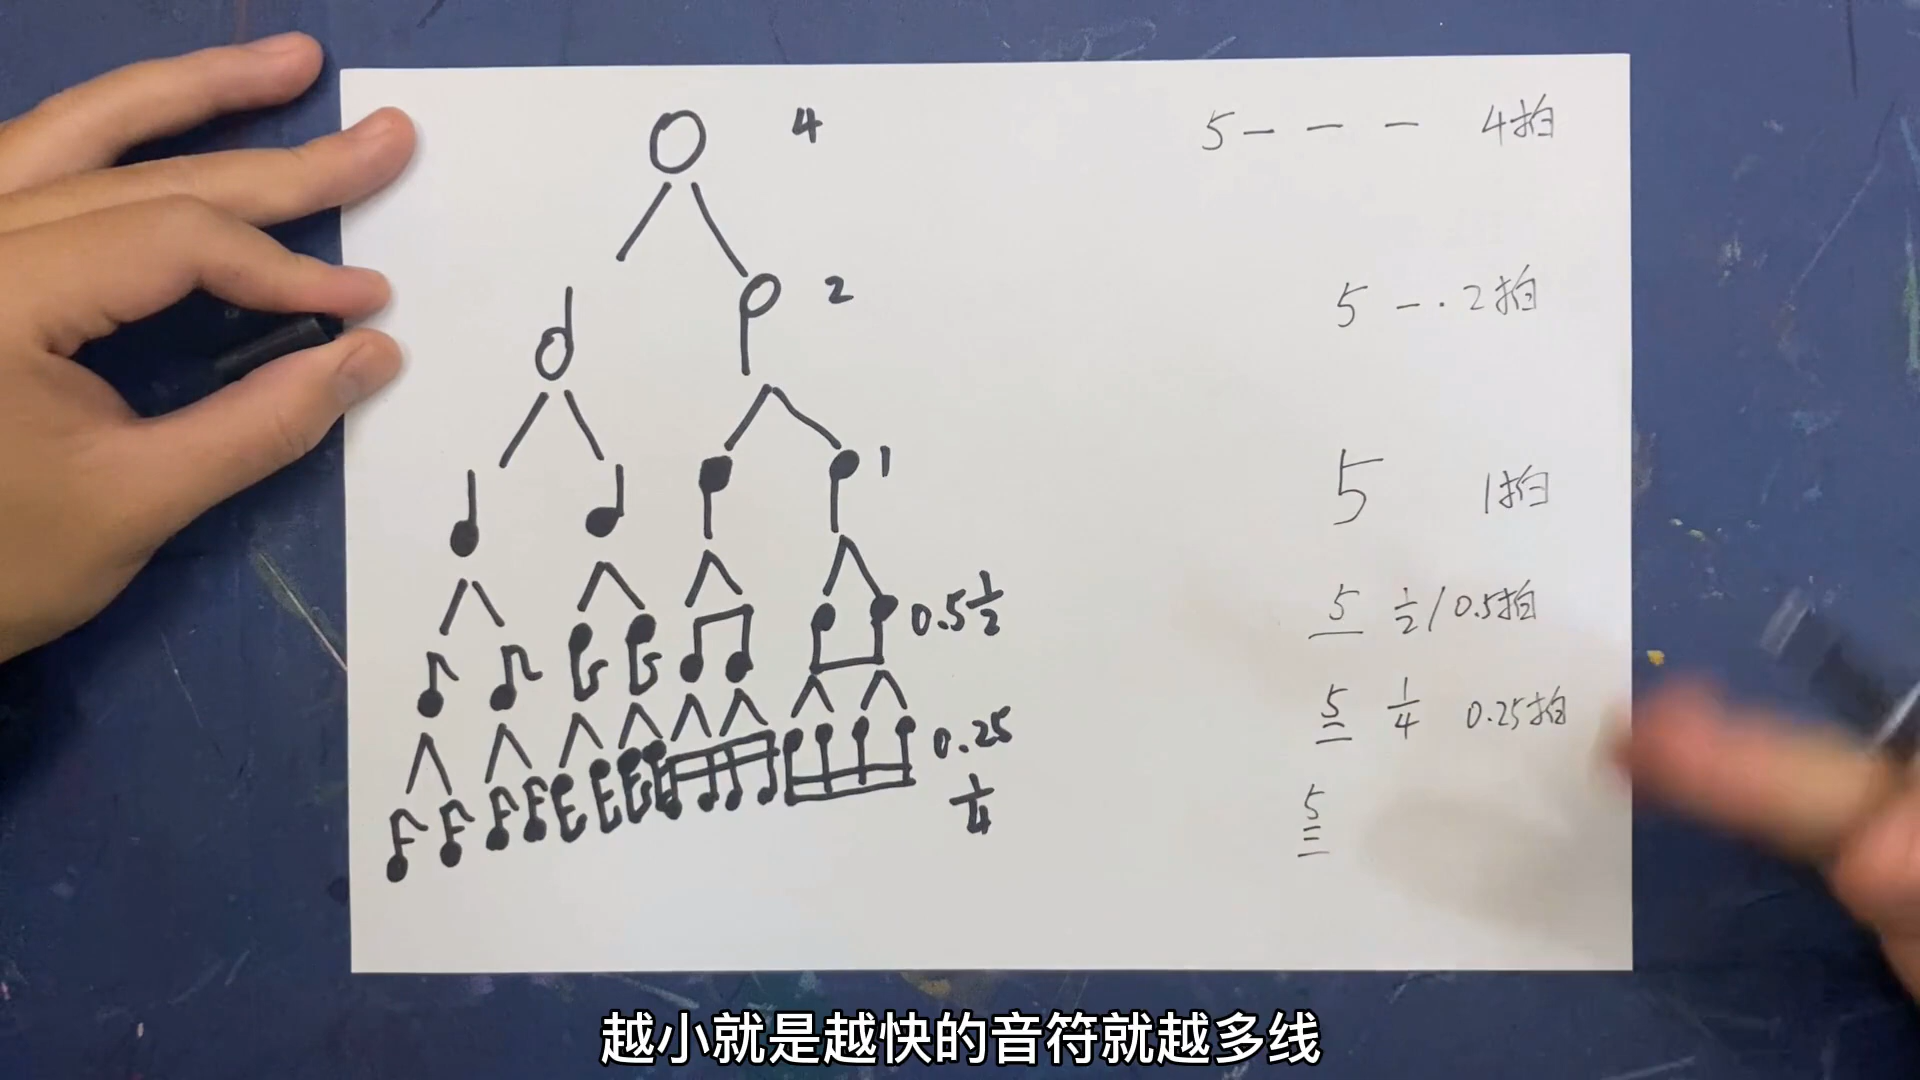 4
5 — — — 4拍
2
5 — · 2拍
1
5 1拍
0.5 1/2
5 1/2 / 0.5拍
0.25
1/4
5 1/4 0.25拍
5
越小就是越快的音符就越多线